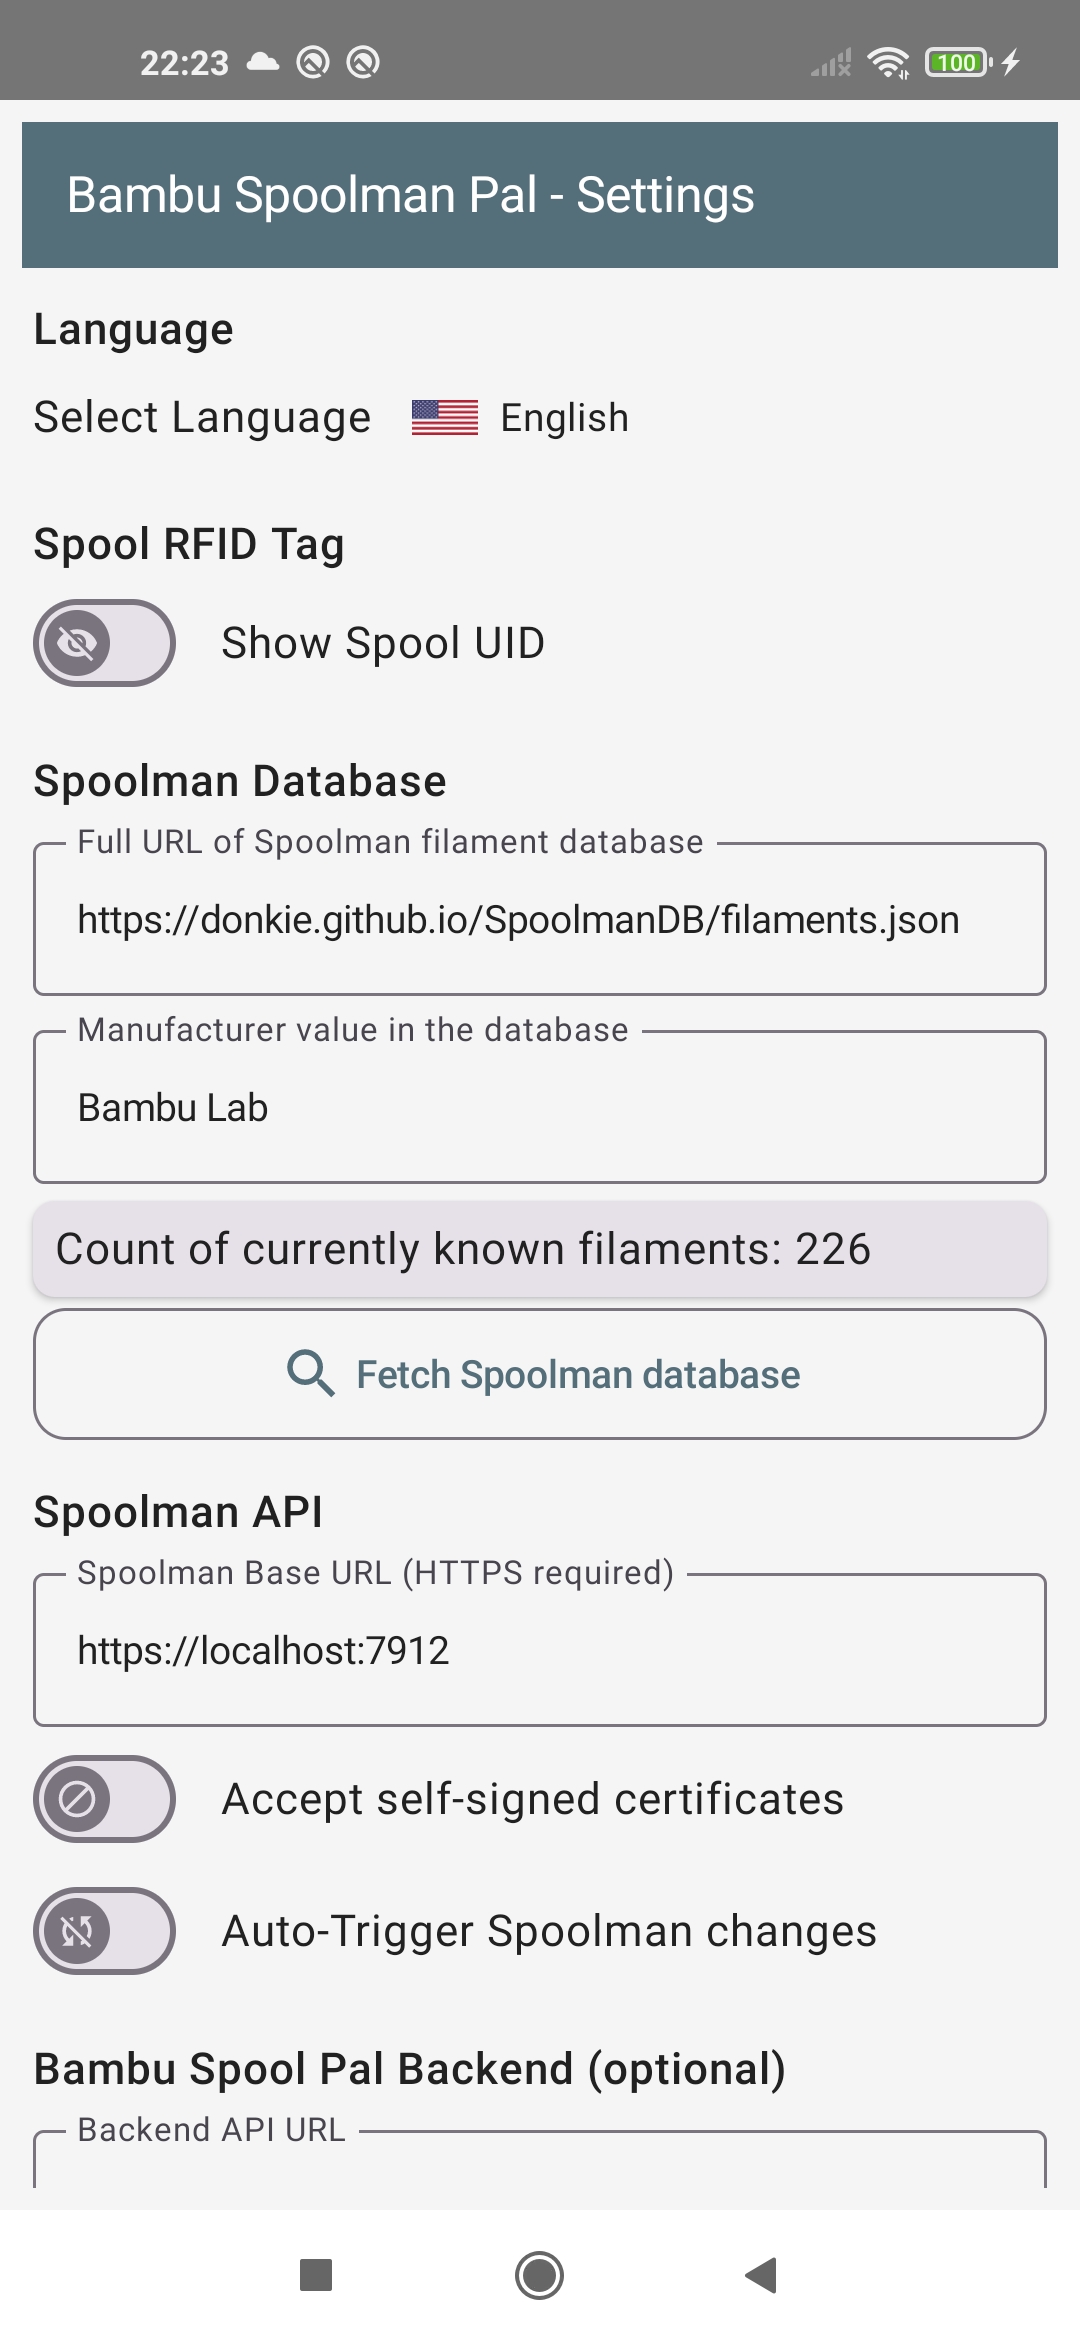 22:23
100
Bambu Spoolman Pal - Settings
Language
Select Language English
Spool RFID Tag
Show Spool UID
Spoolman Database
Full URL of Spoolman filament database
https://donkie.github.io/SpoolmanDB/filaments.json
Manufacturer value in the database
Bambu Lab
Count of currently known filaments: 226
Fetch Spoolman database
Spoolman API
Spoolman Base URL (HTTPS required)
https://localhost:7912
Accept self-signed certificates
Auto-Trigger Spoolman changes
Bambu Spool Pal Backend (optional)
Backend API URL